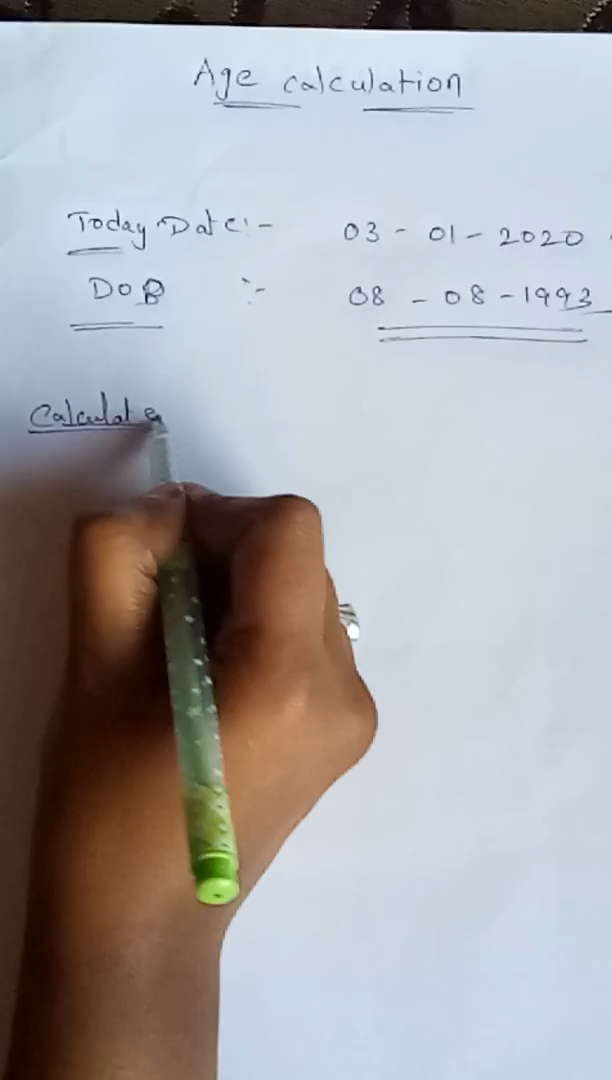 Age calculation
Today Date:- 03-01-2020
DOB :- 08-08-1993
Calculate